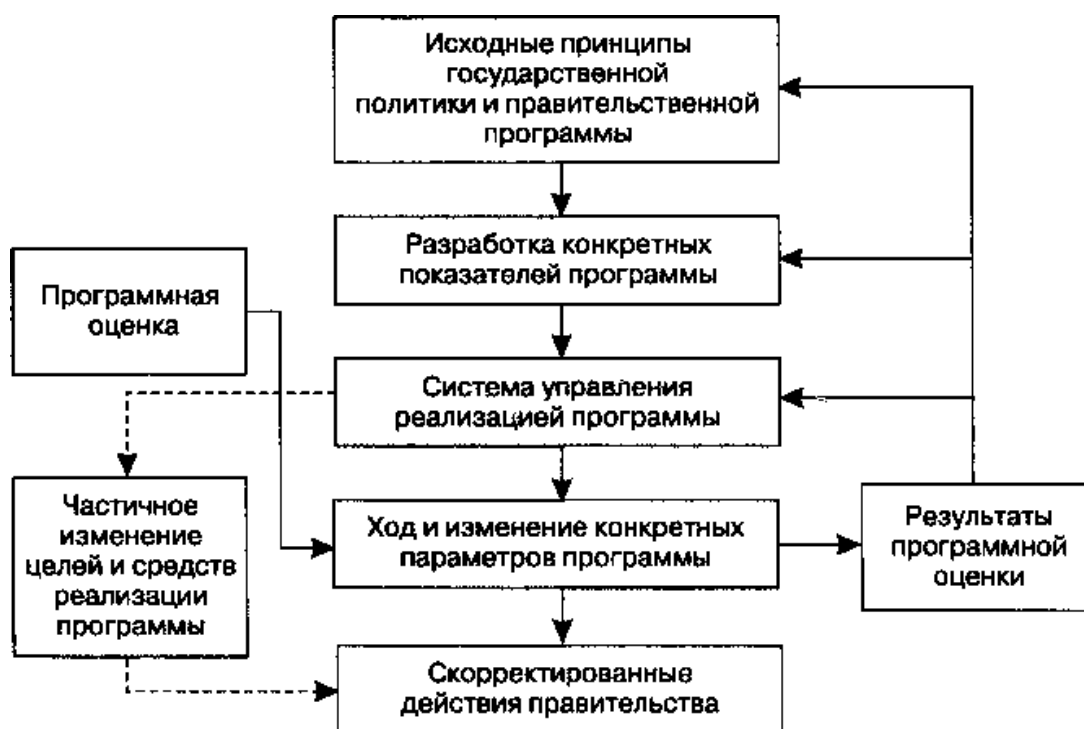 Исходные принципы
государственной
политики и правительственной
программы
Разработка конкретных
показателей программы
Программная
оценка
Система управления
реализацией программы
Частичное
изменение
целей и средств
реализации
программы
Ход и изменение конкретных
параметров программы
Результаты
программной
оценки
Скорректированные
действия правительства